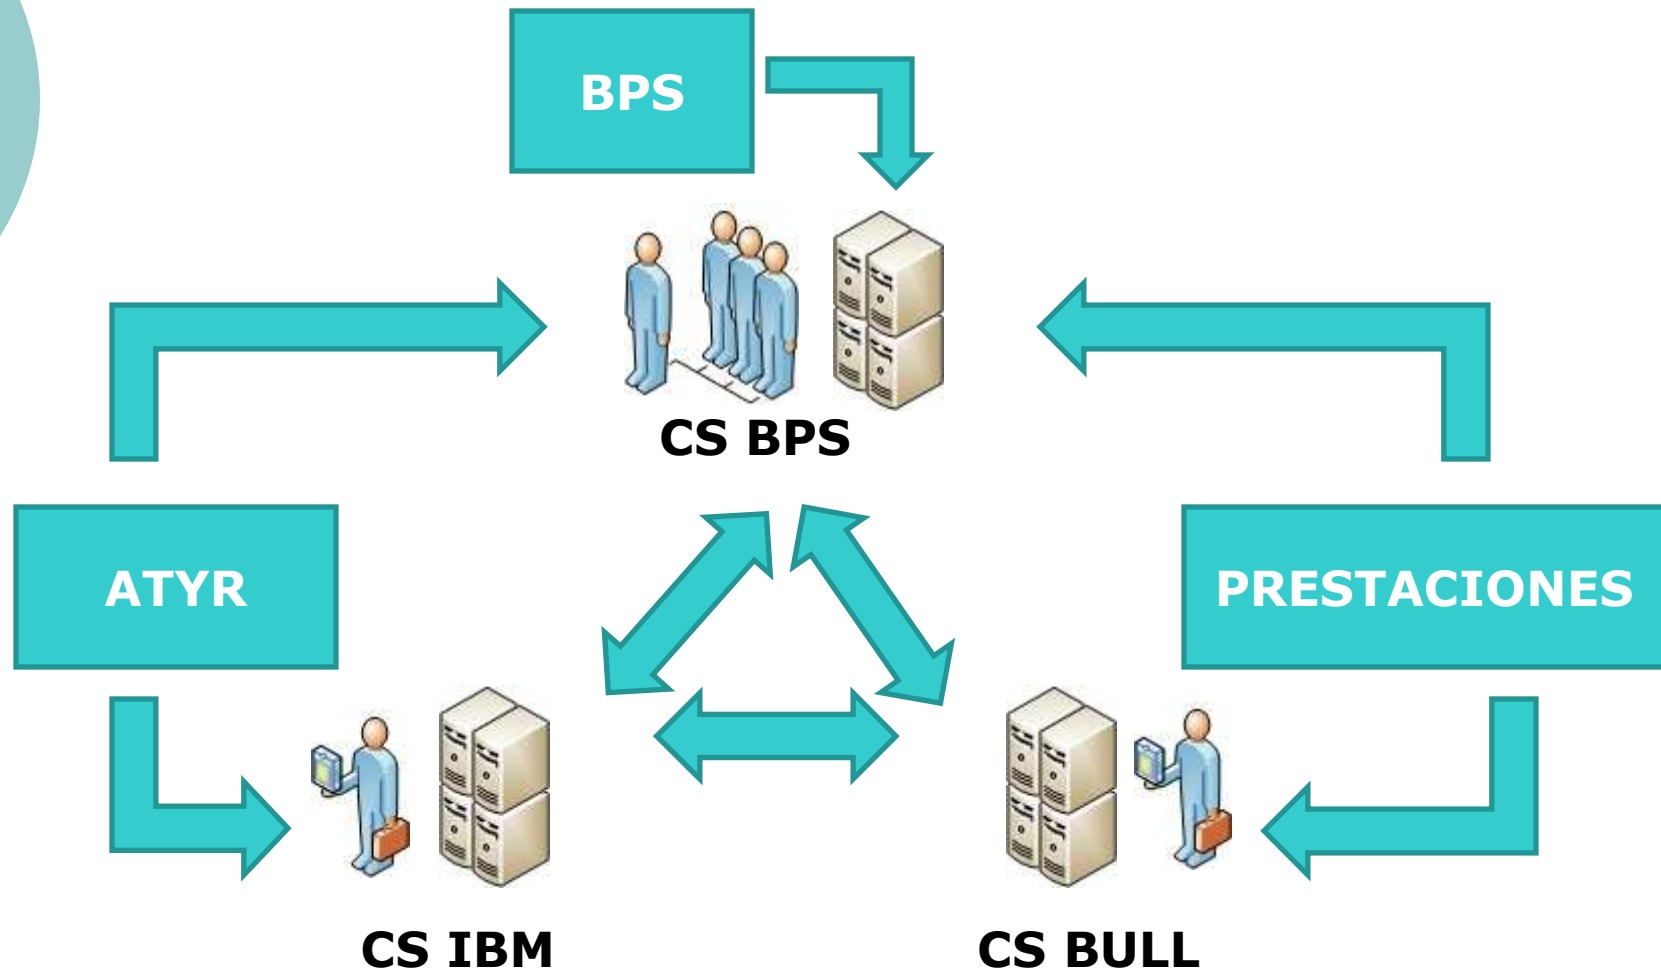 BPS
CS BPS
ATYR
PRESTACIONES
CS IBM
CS BULL